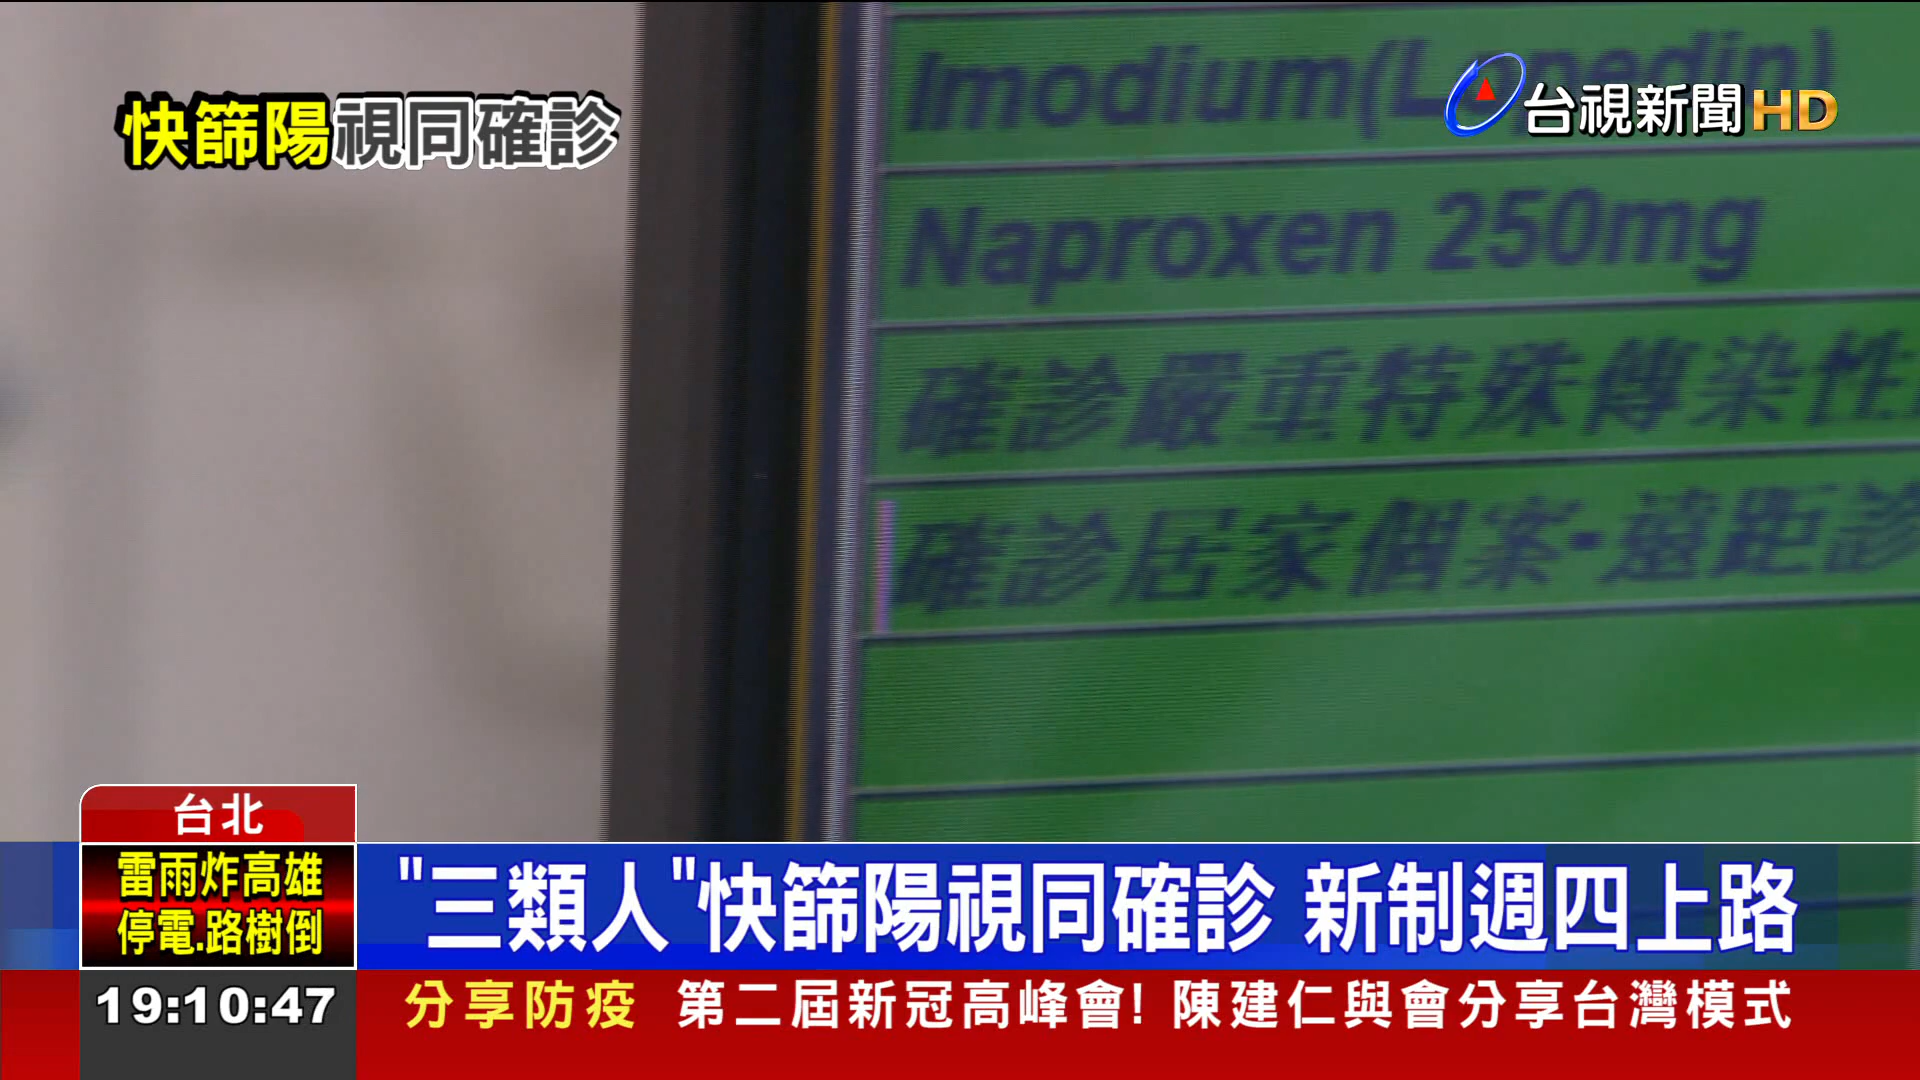 快篩陽視同確診
台視新聞HD
Imodium(Lopedin)
Naproxen 250mg
確診嚴重特殊傳染性
確診居家個案-遠距診
台北
雷雨炸高雄
停電.路樹倒
"三類人"快篩陽視同確診 新制週四上路
19:10:47
分享防疫 第二屆新冠高峰會! 陳建仁與會分享台灣模式